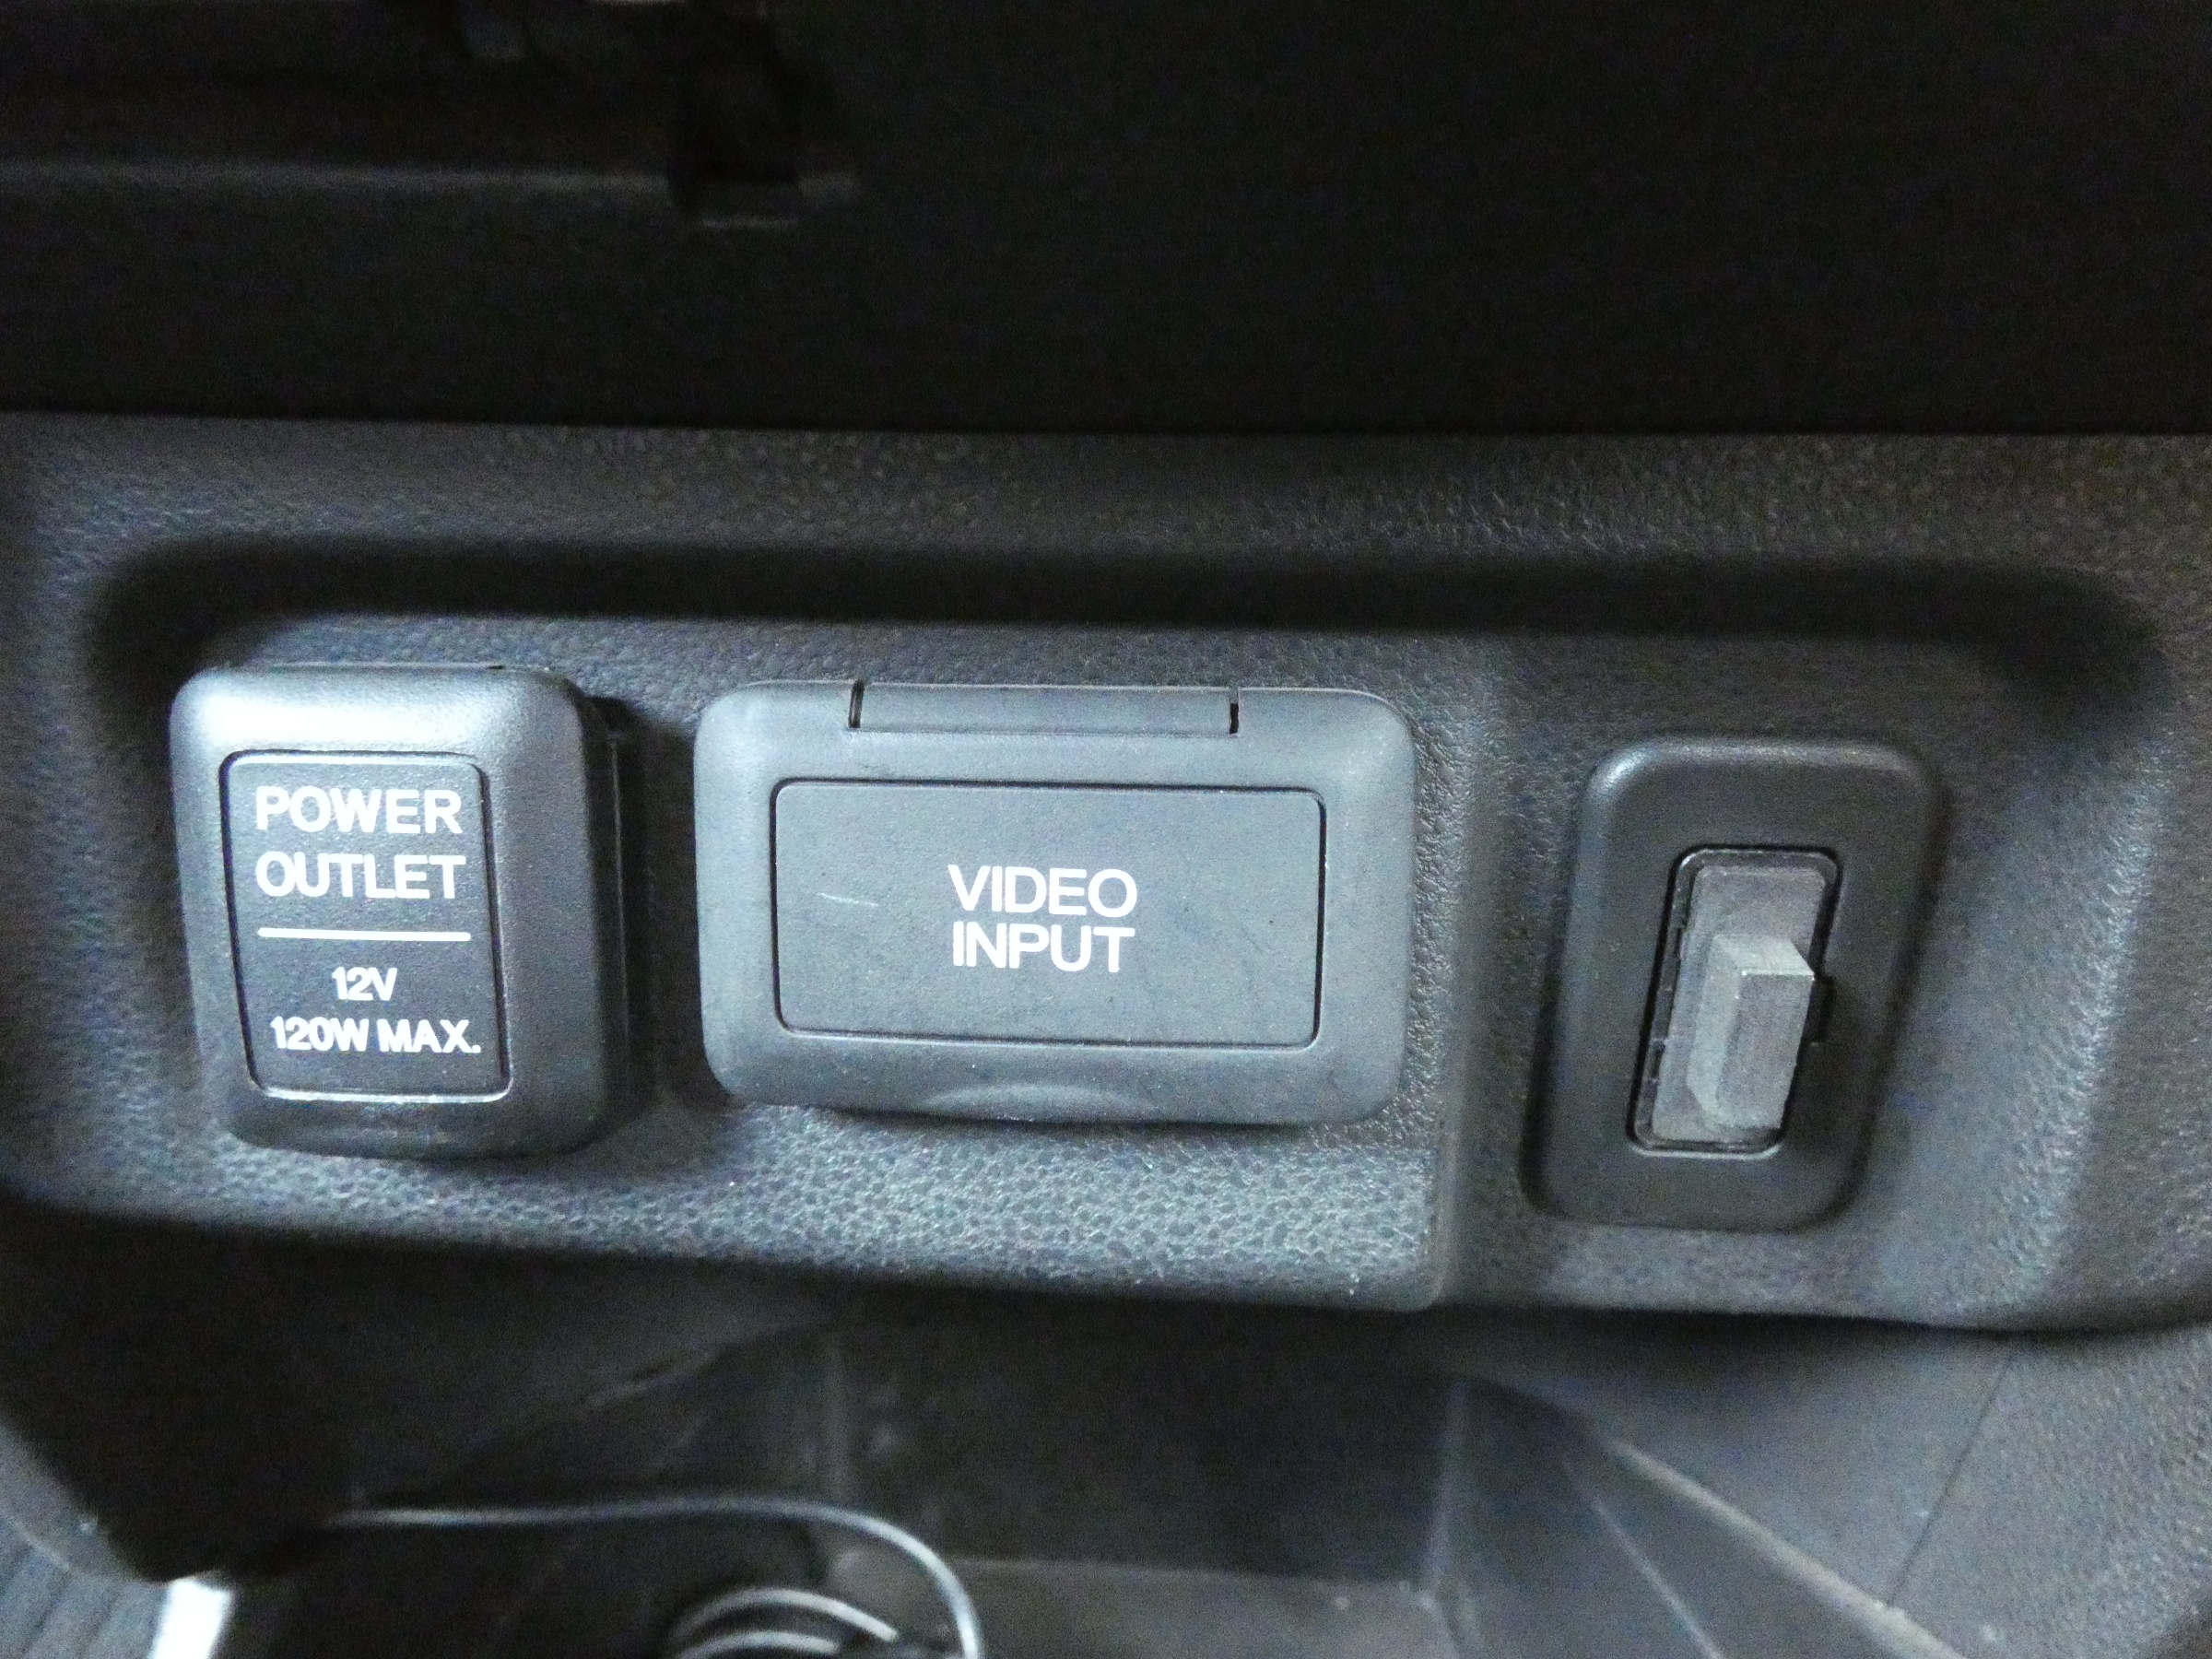 POWER
OUTLET
12V
120W MAX.
VIDEO
INPUT